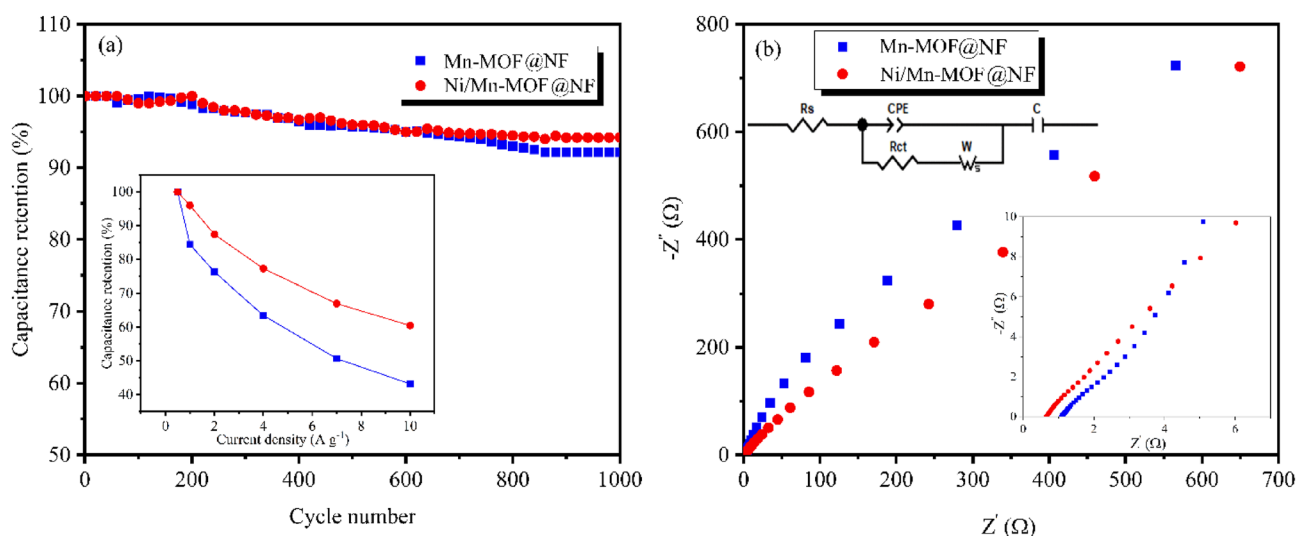 (a)
Mn-MOF@NF
Ni/Mn-MOF@NF
110
100
90
80
70
60
50
Capacitance retention (%)
0 200 400 600 800 1000
Cycle number
100
90
80
70
60
50
40
Capacitance retention (%)
0 2 4 6 8 10
Current density (A g⁻¹)
(b)
Mn-MOF@NF
Ni/Mn-MOF@NF
Rs
CPE
C
Rct
W
s
800
600
400
200
0
-Z" (Ω)
0 100 200 300 400 500 600 700
Z' (Ω)
10
8
6
4
2
0
-Z" (Ω)
0 2 4 6
Z' (Ω)